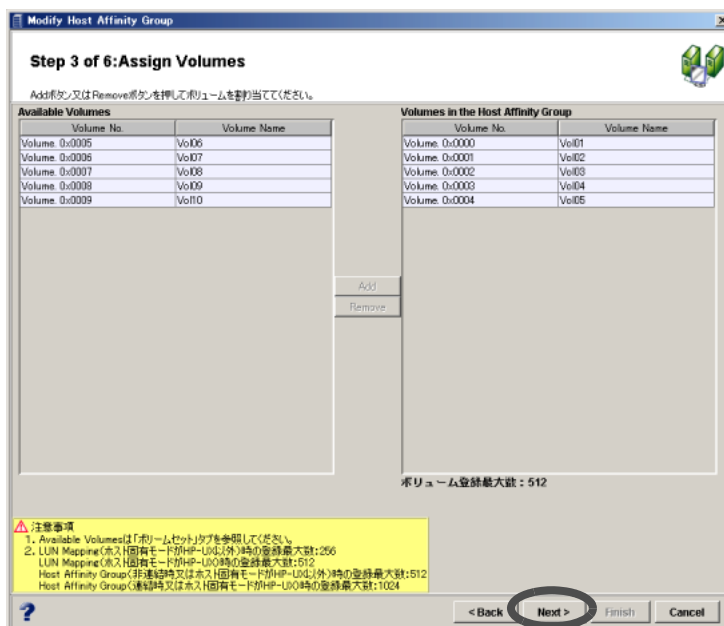 Modify Host Affinity Group
Step 3 of 6:Assign Volumes
Addボタン又はRemoveボタンを押してボリュームを割り当ててください。
Available Volumes
Volume No. Volume Name
Volume. 0x0005 Vol06
Volume. 0x0006 Vol07
Volume. 0x0007 Vol08
Volume. 0x0008 Vol09
Volume. 0x0009 Vol10
Add
Remove
Volumes in the Host Affinity Group
Volume No. Volume Name
Volume. 0x0000 Vol01
Volume. 0x0001 Vol02
Volume. 0x0002 Vol03
Volume. 0x0003 Vol04
Volume. 0x0004 Vol05
ボリューム登録最大数：512
注意事項
1. Available Volumesは「ボリームセット」タブを参照してください。
2. LUN Mapping(ホスト固有モードがHP-UX以外)時の登録最大数:256
LUN Mapping(ホスト固有モードがHP-UX)時の登録最大数:512
Host Affinity Group(非連結時又はホスト固有モードがHP-UX以外)時の登録最大数:512
Host Affinity Group(連結時又はホスト固有モードがHP-UX)時の登録最大数:1024
?
< Back Next > Finish Cancel